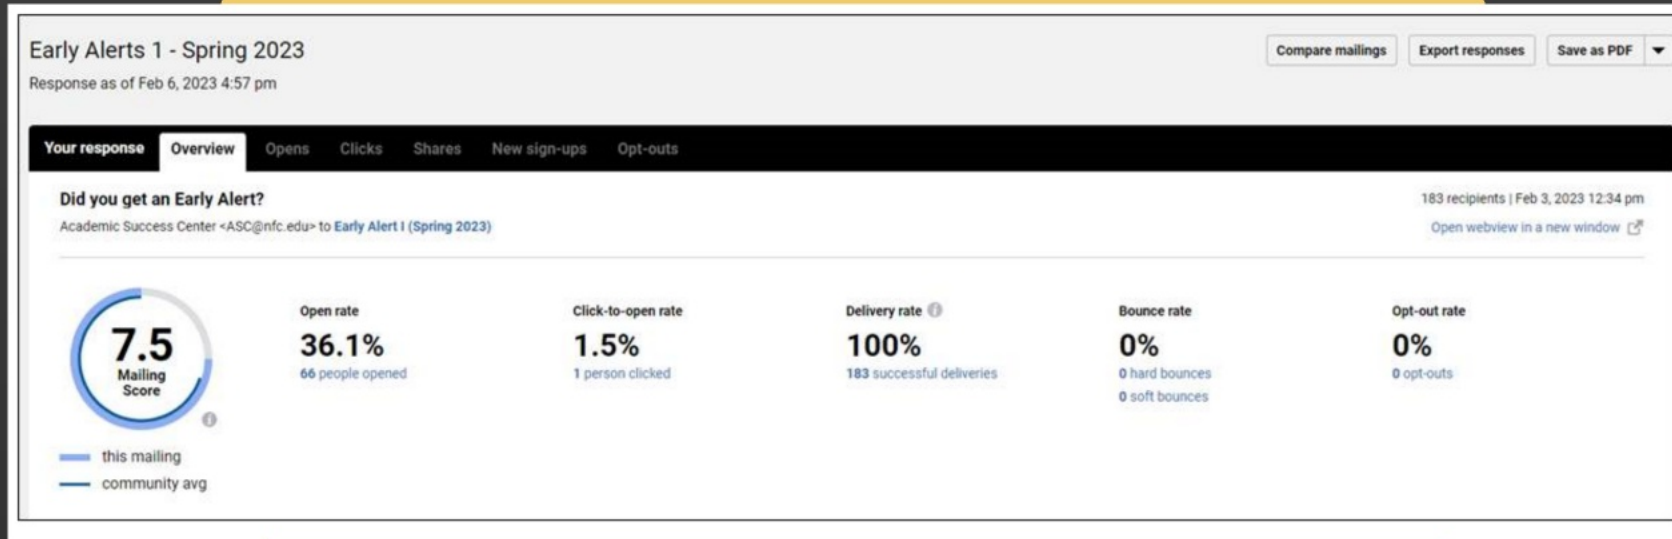 Early Alerts 1 - Spring 2023
Compare mailings
Export responses
Save as PDF
Response as of Feb 6, 2023 4:57 pm
Your response
Overview
Opens
Clicks
Shares
New sign-ups
Opt-outs
Did you get an Early Alert?
183 recipients | Feb 3, 2023 12:34 pm
Academic Success Center <ASC@nfc.edu> to Early Alert I (Spring 2023)
Open webview in a new window
7.5
Mailing
Score
this mailing
community avg
Open rate
36.1%
66 people opened
Click-to-open rate
1.5%
1 person clicked
Delivery rate
100%
183 successful deliveries
Bounce rate
0%
0 hard bounces
0 soft bounces
Opt-out rate
0%
0 opt-outs